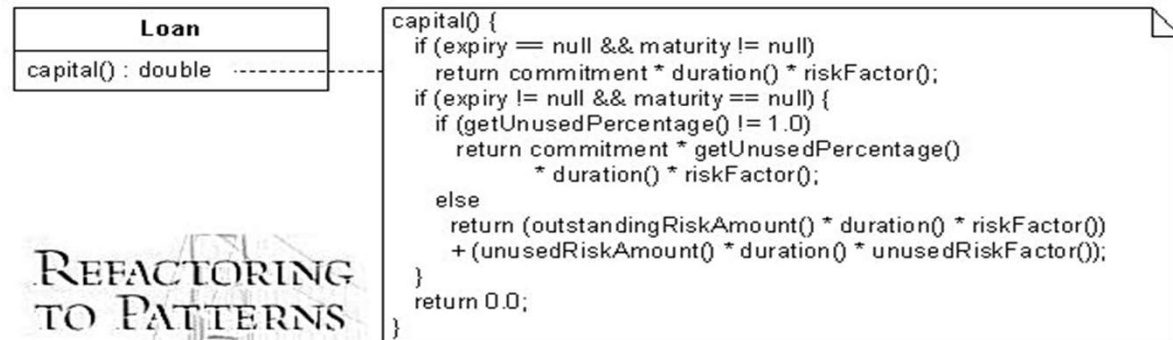 Loan
capital() : double
capital() {
if (expiry == null && maturity != null)
return commitment * duration() * riskFactor();
if (expiry != null && maturity == null) {
if (getUnusedPercentage() != 1.0)
return commitment * getUnusedPercentage()
* duration() * riskFactor();
else
return (outstandingRiskAmount() * duration() * riskFactor())
+ (unusedRiskAmount() * duration() * unusedRiskFactor());
}
return 0.0;
}
REFACTORING
TO PATTERNS